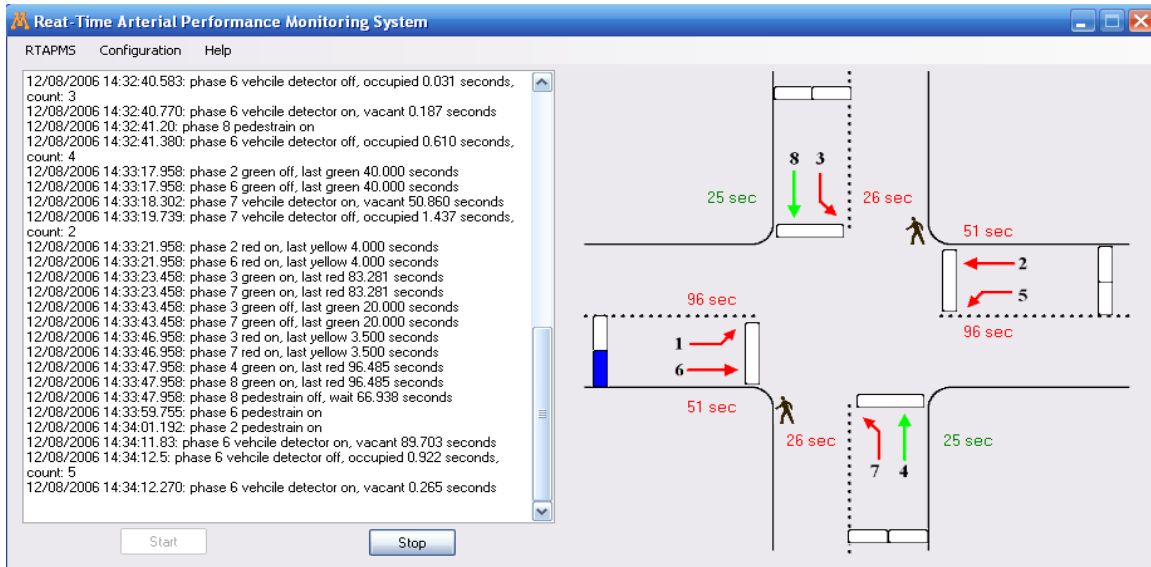 Reat-Time Arterial Performance Monitoring System
RTAPMS Configuration Help
12/08/2006 14:32:40.583: phase 6 vehcile detector off, occupied 0.031 seconds,
count: 3
12/08/2006 14:32:40.770: phase 6 vehcile detector on, vacant 0.187 seconds
12/08/2006 14:32:41.20: phase 8 pedestrain on
12/08/2006 14:32:41.380: phase 6 vehcile detector off, occupied 0.610 seconds,
count: 4
12/08/2006 14:33:17.958: phase 2 green off, last green 40.000 seconds
12/08/2006 14:33:17.958: phase 6 green off, last green 40.000 seconds
12/08/2006 14:33:18.302: phase 7 vehcile detector on, vacant 50.860 seconds
12/08/2006 14:33:19.739: phase 7 vehcile detector off, occupied 1.437 seconds,
count: 2
12/08/2006 14:33:21.958: phase 2 red on, last yellow 4.000 seconds
12/08/2006 14:33:21.958: phase 6 red on, last yellow 4.000 seconds
12/08/2006 14:33:23.458: phase 3 green on, last red 83.281 seconds
12/08/2006 14:33:23.458: phase 7 green on, last red 83.281 seconds
12/08/2006 14:33:43.458: phase 3 green off, last green 20.000 seconds
12/08/2006 14:33:43.458: phase 7 green off, last green 20.000 seconds
12/08/2006 14:33:46.958: phase 3 red on, last yellow 3.500 seconds
12/08/2006 14:33:46.958: phase 7 red on, last yellow 3.500 seconds
12/08/2006 14:33:47.958: phase 4 green on, last red 96.485 seconds
12/08/2006 14:33:47.958: phase 8 green on, last red 96.485 seconds
12/08/2006 14:33:47.958: phase 8 pedestrain off, wait 66.938 seconds
12/08/2006 14:33:59.755: phase 6 pedestrain on
12/08/2006 14:34:01.192: phase 2 pedestrain on
12/08/2006 14:34:11.83: phase 6 vehcile detector on, vacant 89.703 seconds
12/08/2006 14:34:12.5: phase 6 vehcile detector off, occupied 0.922 seconds,
count: 5
12/08/2006 14:34:12.270: phase 6 vehcile detector on, vacant 0.265 seconds
Start Stop
8 3
25 sec 26 sec
51 sec
2
5
96 sec
96 sec
1
6
51 sec
26 sec 25 sec
7 4